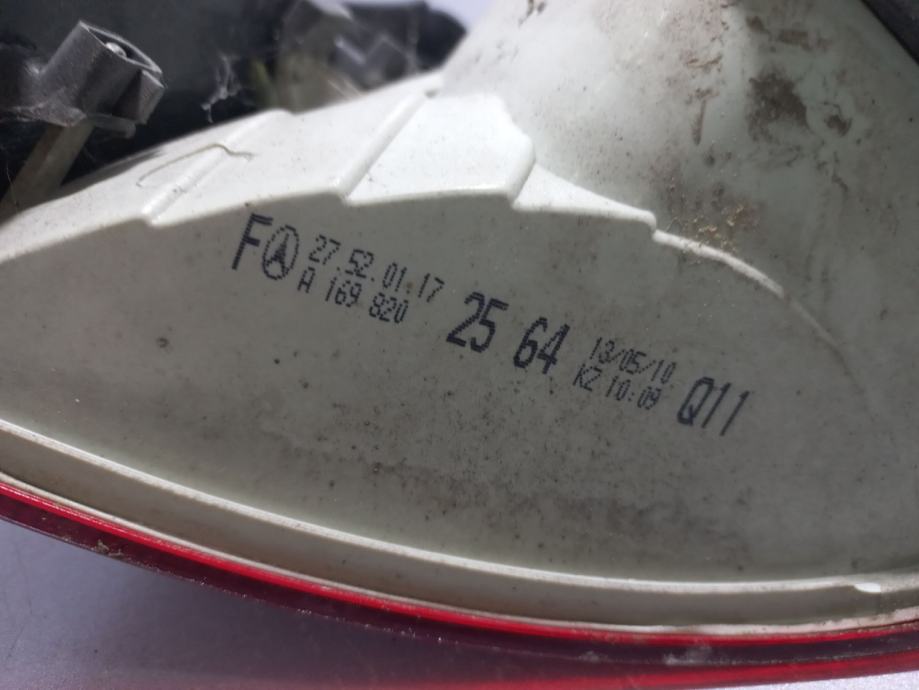 F 27.52.01.17
A 169 820 25 64
13/05/10
KZ 10:09 Q11